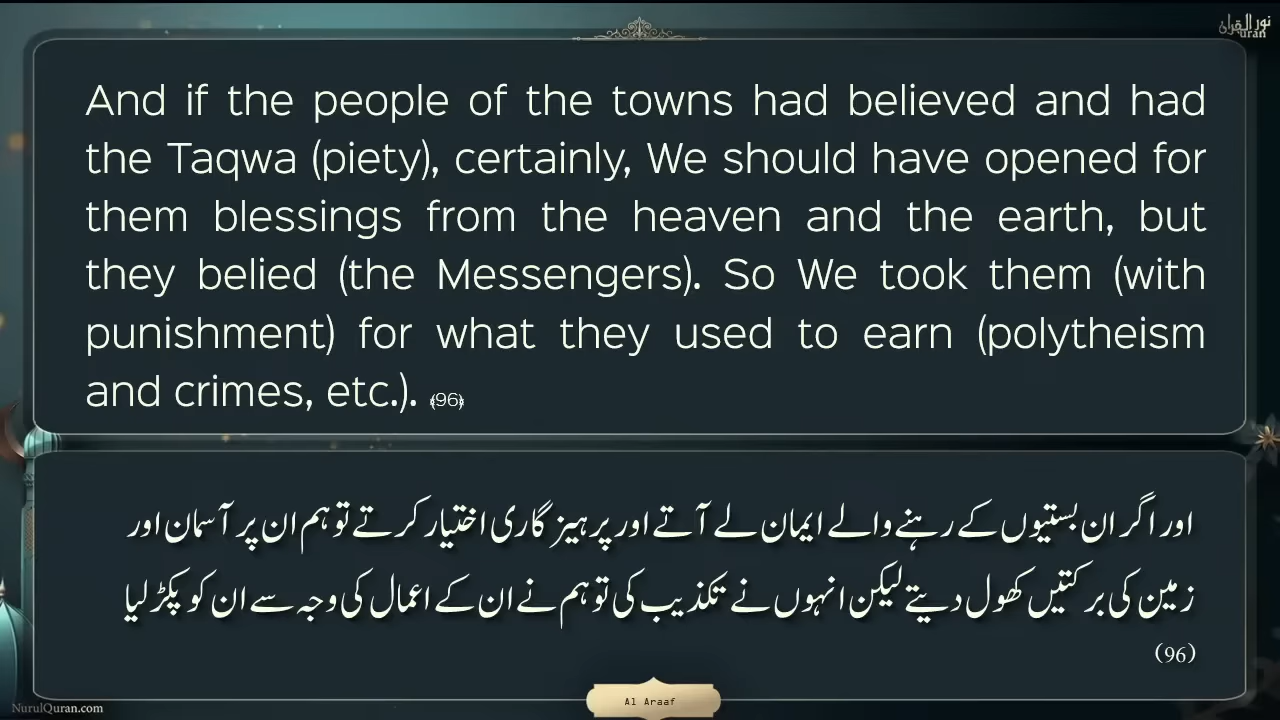 نور القرآن
uran
And if the people of the towns had believed and had
the Taqwa (piety), certainly, We should have opened for
them blessings from the heaven and the earth, but
they belied (the Messengers). So We took them (with
punishment) for what they used to earn (polytheism
and crimes, etc.). ﴾96﴿
اور اگر ان بستیوں کے رہنے والے ایمان لے آتے اور پرہیز گاری اختیار کرتے تو ہم ان پر آسمان اور
زمین کی برکتیں کھول دیتے لیکن انہوں نے تکذیب کی تو ہم نے ان کے اعمال کی وجہ سے ان کو پکڑ لیا
(96)
Al Araaf
NurulQuran.com